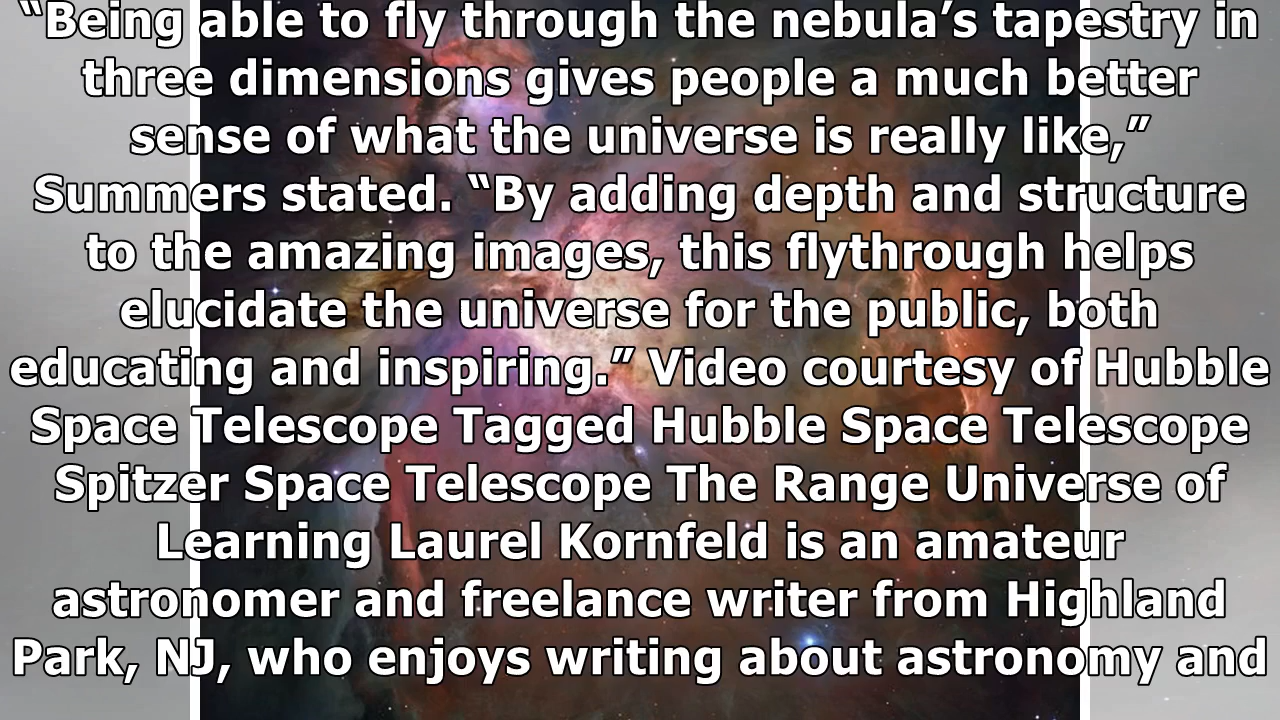 “Being able to fly through the nebula’s tapestry in
three dimensions gives people a much better
sense of what the universe is really like,”
Summers stated. “By adding depth and structure
to the amazing images, this flythrough helps
elucidate the universe for the public, both
educating and inspiring.” Video courtesy of Hubble
Space Telescope Tagged Hubble Space Telescope
Spitzer Space Telescope The Range Universe of
Learning Laurel Kornfeld is an amateur
astronomer and freelance writer from Highland
Park, NJ, who enjoys writing about astronomy and